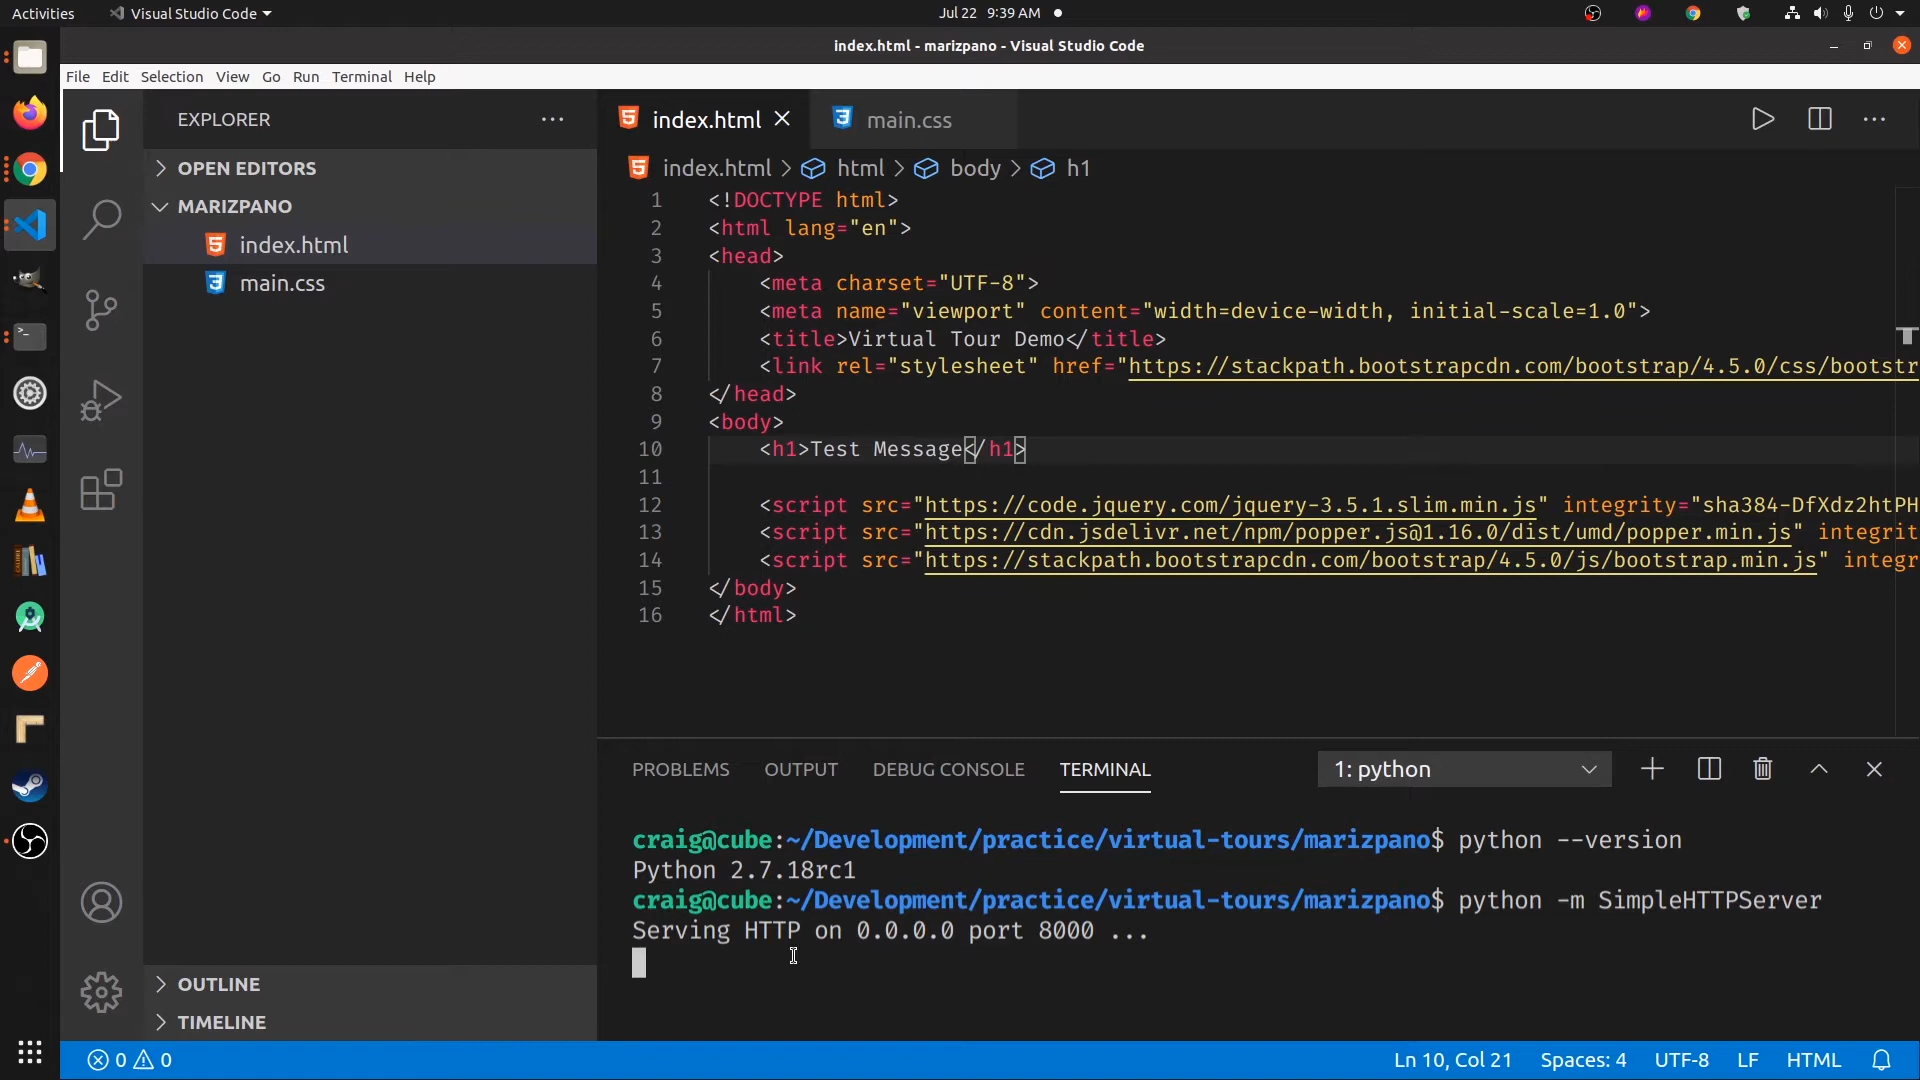 Activities
Visual Studio Code
Jul 22 9:39 AM
index.html - marizpano - Visual Studio Code
File Edit Selection View Go Run Terminal Help
EXPLORER
OPEN EDITORS
MARIZPANO
index.html
main.css
OUTLINE
TIMELINE
index.html
main.css
index.html > html > body > h1
1 <!DOCTYPE html>
2 <html lang="en">
3 <head>
4 <meta charset="UTF-8">
5 <meta name="viewport" content="width=device-width, initial-scale=1.0">
6 <title>Virtual Tour Demo</title>
7 <link rel="stylesheet" href="https://stackpath.bootstrapcdn.com/bootstrap/4.5.0/css/bootstr
8 </head>
9 <body>
10 <h1>Test Message</h1>
11
12 <script src="https://code.jquery.com/jquery-3.5.1.slim.min.js" integrity="sha384-DfXdz2htPH
13 <script src="https://cdn.jsdelivr.net/npm/popper.js@1.16.0/dist/umd/popper.min.js" integrit
14 <script src="https://stackpath.bootstrapcdn.com/bootstrap/4.5.0/js/bootstrap.min.js" integr
15 </body>
16 </html>
PROBLEMS OUTPUT DEBUG CONSOLE TERMINAL 1: python
craig@cube:~/Development/practice/virtual-tours/marizpano$ python --version
Python 2.7.18rc1
craig@cube:~/Development/practice/virtual-tours/marizpano$ python -m SimpleHTTPServer
Serving HTTP on 0.0.0.0 port 8000 ...
0 0
Ln 10, Col 21 Spaces: 4 UTF-8 LF HTML